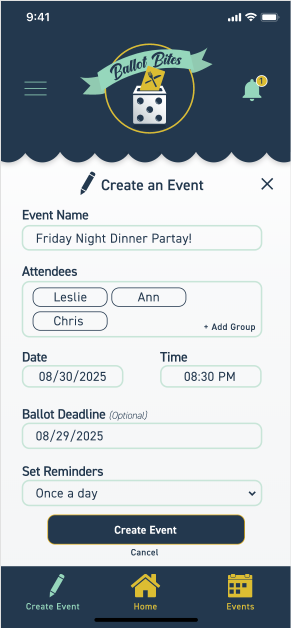 9:41
Ballot Bites
1
Create an Event
Event Name
Friday Night Dinner Partay!
Attendees
Leslie Ann
Chris
+ Add Group
Date Time
08/30/2025 08:30 PM
Ballot Deadline (Optional)
08/29/2025
Set Reminders
Once a day
Create Event
Cancel
Create Event Home Events